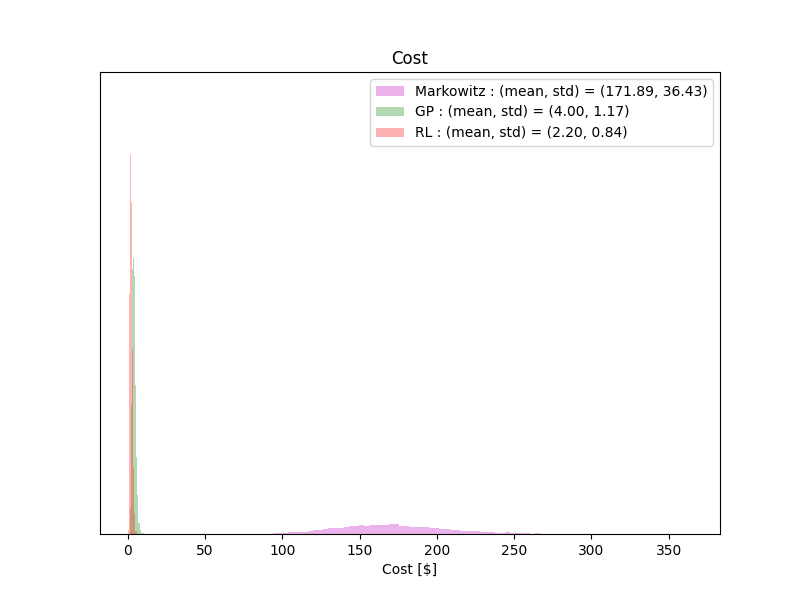 Cost
Markowitz : (mean, std) = (171.89, 36.43)
GP : (mean, std) = (4.00, 1.17)
RL : (mean, std) = (2.20, 0.84)
0 50 100 150 200 250 300 350
Cost [$]